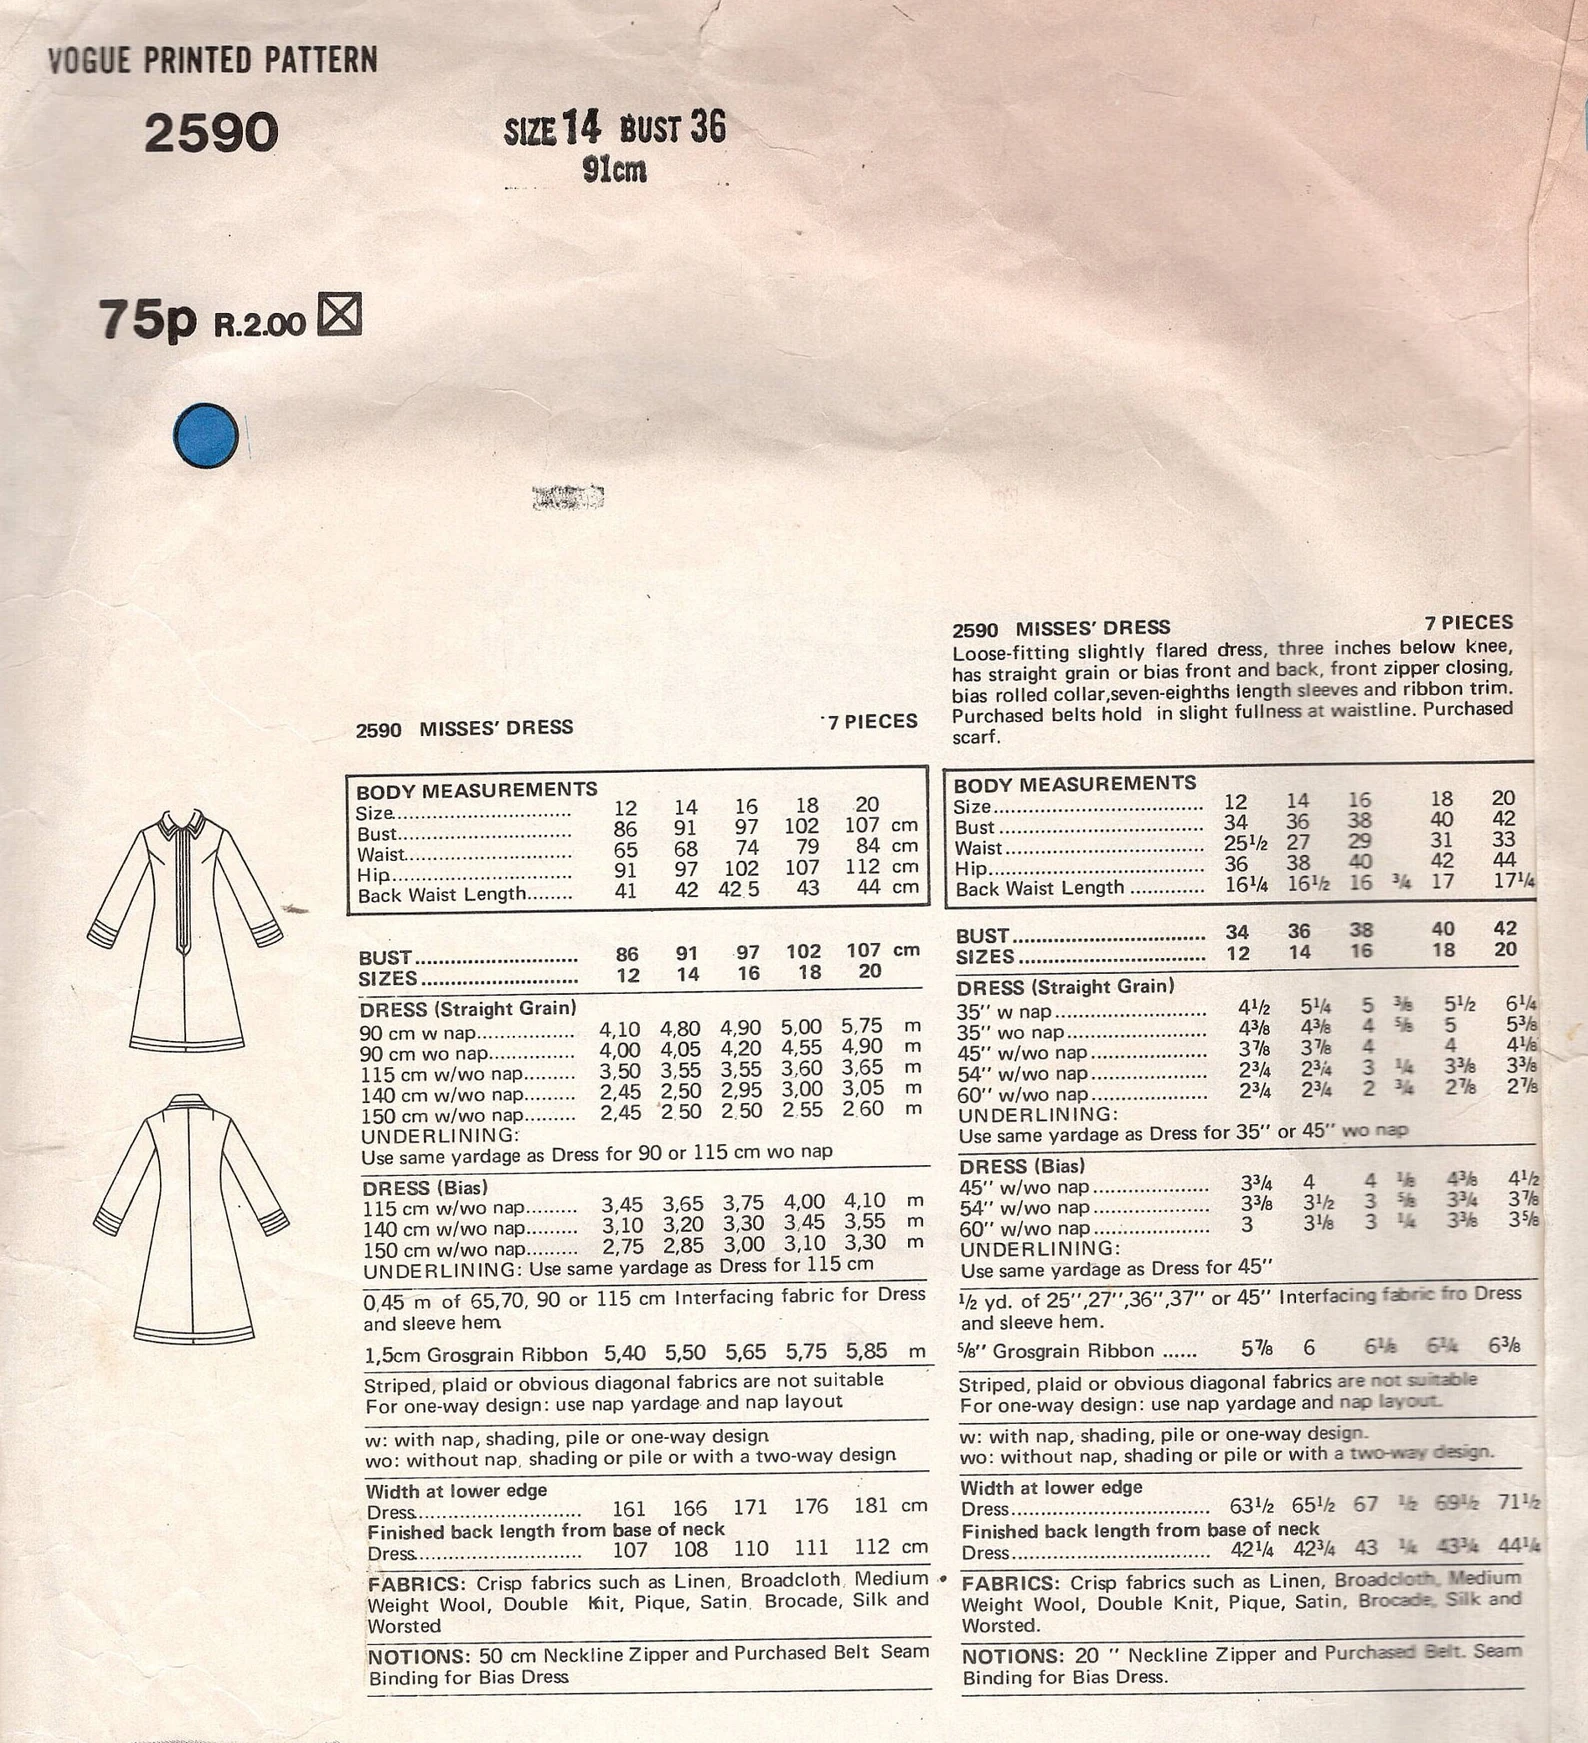 VOGUE PRINTED PATTERN
2590
SIZE 14 BUST 36
91cm
75p R.2.00
2590 MISSES' DRESS 7 PIECES
BODY MEASUREMENTS
Size.............................. 12 14 16 18 20
Bust.............................. 86 91 97 102 107 cm
Waist............................ 65 68 74 79 84 cm
Hip................................ 91 97 102 107 112 cm
Back Waist Length........ 41 42 42 5 43 44 cm
BUST............................ 86 91 97 102 107 cm
SIZES........................... 12 14 16 18 20
DRESS (Straight Grain)
90 cm w nap................. 4,10 4,80 4,90 5,00 5,75 m
90 cm wo nap............... 4,00 4,05 4,20 4,55 4,90 m
115 cm w/wo nap......... 3,50 3,55 3,55 3,60 3,65 m
140 cm w/wo nap......... 2,45 2,50 2,95 3,00 3,05 m
150 cm w/wo nap......... 2,45 2 50 2 50 2 55 2 60 m
UNDERLINING:
Use same yardage as Dress for 90 or 115 cm wo nap
DRESS (Bias)
115 cm w/wo nap......... 3,45 3,65 3,75 4,00 4,10 m
140 cm w/wo nap......... 3,10 3,20 3,30 3,45 3,55 m
150 cm w/wo nap......... 2,75 2,85 3,00 3,10 3,30 m
UNDERLINING: Use same yardage as Dress for 115 cm
0,45 m of 65,70, 90 or 115 cm Interfacing fabric for Dress
and sleeve hem
1,5cm Grosgrain Ribbon 5,40 5,50 5,65 5,75 5,85 m
Striped, plaid or obvious diagonal fabrics are not suitable
For one-way design: use nap yardage and nap layout
w: with nap, shading, pile or one-way design
wo: without nap, shading or pile or with a two-way design
Width at lower edge
Dress............................. 161 166 171 176 181 cm
Finished back length from base of neck
Dress............................. 107 108 110 111 112 cm
FABRICS: Crisp fabrics such as Linen, Broadcloth, Medium
Weight Wool, Double Knit, Pique, Satin, Brocade, Silk and
Worsted
NOTIONS: 50 cm Neckline Zipper and Purchased Belt Seam
Binding for Bias Dress
2590 MISSES' DRESS 7 PIECES
Loose-fitting slightly flared dress, three inches below knee,
has straight grain or bias front and back, front zipper closing,
bias rolled collar,seven-eighths length sleeves and ribbon trim.
Purchased belts hold in slight fullness at waistline. Purchased
scarf.
BODY MEASUREMENTS
Size.................................... 12 14 16 18 20
Bust................................... 34 36 38 40 42
Waist.................................. 25½ 27 29 31 33
Hip..................................... 36 38 40 42 44
Back Waist Length ............. 16¼ 16½ 16 ¾ 17 17¼
BUST................................. 34 36 38 40 42
SIZES................................ 12 14 16 18 20
DRESS (Straight Grain)
35'' w nap.......................... 4½ 5¼ 5 ⅜ 5½ 6¼
35'' wo nap........................ 4⅜ 4⅜ 4 ⅝ 5 5⅜
45'' w/wo nap.................... 3⅞ 3⅞ 4 4 4⅛
54'' w/wo nap.................... 2¾ 2¾ 3 ¼ 3⅜ 3⅜
60'' w/wo nap.................... 2¾ 2¾ 2 ¾ 2⅞ 2⅞
UNDERLINING:
Use same yardage as Dress for 35'' or 45'' wo nap
DRESS (Bias)
45'' w/wo nap.................... 3¾ 4 4 ⅛ 4⅜ 4½
54'' w/wo nap.................... 3⅜ 3½ 3 ⅝ 3¾ 3⅞
60'' w/wo nap.................... 3 3⅛ 3 ¼ 3⅜ 3⅝
UNDERLINING:
Use same yardage as Dress for 45''
½ yd. of 25'',27'',36'',37'' or 45'' Interfacing fabric fro Dress
and sleeve hem.
⅝'' Grosgrain Ribbon ...... 5⅞ 6 6⅛ 6¼ 6⅜
Striped, plaid or obvious diagonal fabrics are not suitable
For one-way design: use nap yardage and nap layout.
w: with nap, shading, pile or one-way design.
wo: without nap, shading or pile or with a two-way design.
Width at lower edge
Dress.................................. 63½ 65½ 67 ½ 69½ 71½
Finished back length from base of neck
Dress.................................. 42¼ 42¾ 43 ¼ 43¾ 44¼
FABRICS: Crisp fabrics such as Linen, Broadcloth, Medium
Weight Wool, Double Knit, Pique, Satin, Brocade, Silk and
Worsted.
NOTIONS: 20 '' Neckline Zipper and Purchased Belt. Seam
Binding for Bias Dress.